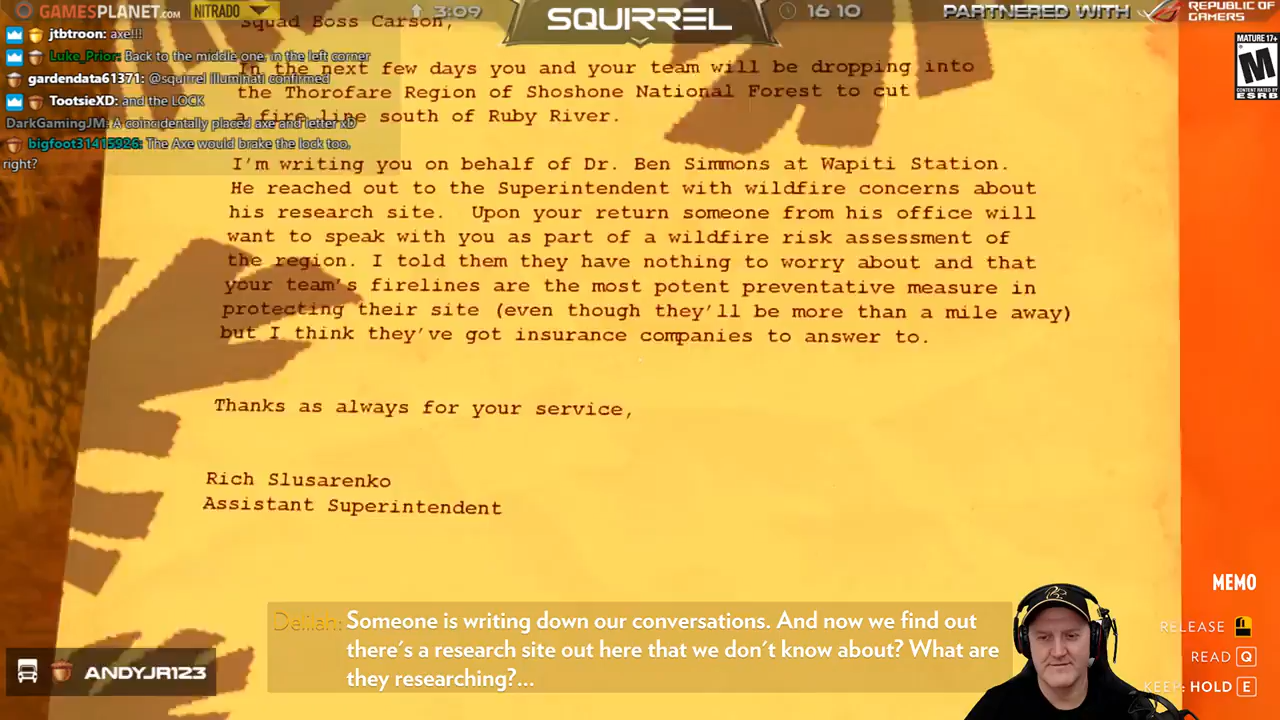 GAMESPLANET.COM
NITRADO
3:09
SQUIRREL
16 10
PARTNERED WITH
REPUBLIC OF
GAMERS
MATURE 17+
M
CONTENT RATED BY
ESRB
jtbtroon: axe!!!
Luke_Prior: Back to the middle one, in the left corner
gardendata61371: @squrrel Illuminati confirmed
TootsieXD: and the LOCK
DarkGamingJM: A coincidentally placed axe and letter xD
bigfoot31415926: The Axe would brake the lock too,
right?
Squad Boss Carson,
In the next few days you and your team will be dropping into
the Thorofare Region of Shoshone National Forest to cut
a fire line south of Ruby River.
I'm writing you on behalf of Dr. Ben Simmons at Wapiti Station.
He reached out to the Superintendent with wildfire concerns about
his research site. Upon your return someone from his office will
want to speak with you as part of a wildfire risk assessment of
the region. I told them they have nothing to worry about and that
your team's firelines are the most potent preventative measure in
protecting their site (even though they'll be more than a mile away)
but I think they've got insurance companies to answer to.
Thanks as always for your service,
Rich Slusarenko
Assistant Superintendent
Delilah: Someone is writing down our conversations. And now we find out
there's a research site out here that we don't know about? What are
they researching?...
ANDYJR123
MEMO
RELEASE
READ Q
KEEP: HOLD E